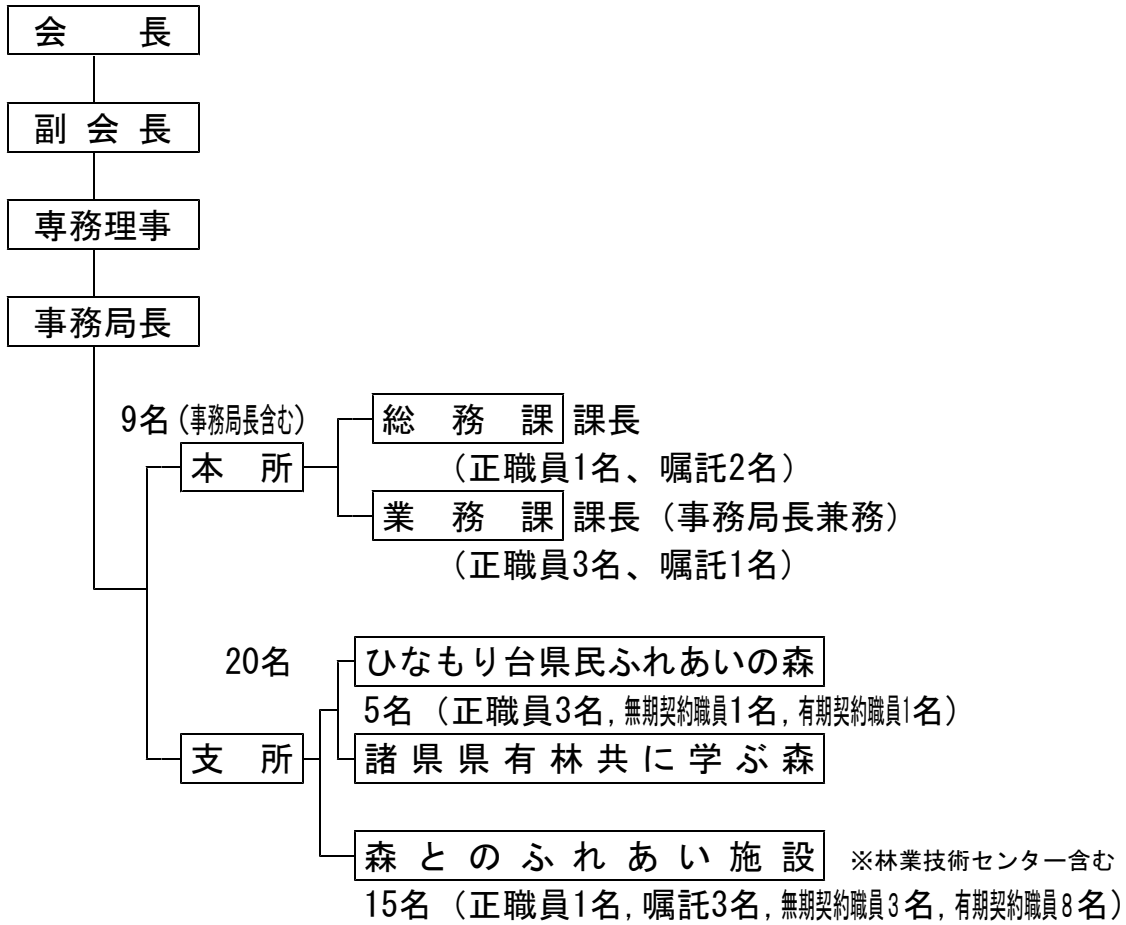 会長
副会長
専務理事
事務局長
9名(事務局長含む)
総務課 課長
本所
(正職員1名、嘱託2名)
業務課 課長(事務局長兼務)
(正職員3名、嘱託1名)
20名
ひなもり台県民ふれあいの森
5名(正職員3名,無期契約職員1名,有期契約職員1名)
支所
諸県県有林共に学ぶ森
森とのふれあい施設 ※林業技術センター含む
15名(正職員1名,嘱託3名,無期契約職員3名,有期契約職員8名)